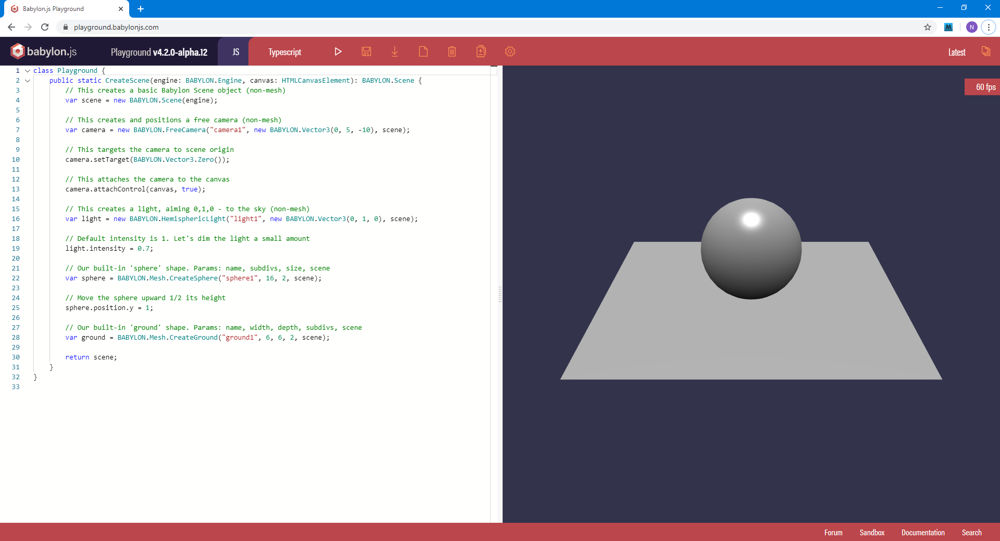 Babylon.js Playground
playground.babylonjs.com
M
N
babylon.js
Playground v4.2.0-alpha.12
JS
Typescript
Latest
1 class Playground {
2 public static CreateScene(engine: BABYLON.Engine, canvas: HTMLCanvasElement): BABYLON.Scene {
3 // This creates a basic Babylon Scene object (non-mesh)
4 var scene = new BABYLON.Scene(engine);
5
6 // This creates and positions a free camera (non-mesh)
7 var camera = new BABYLON.FreeCamera("camera1", new BABYLON.Vector3(0, 5, -10), scene);
8
9 // This targets the camera to scene origin
10 camera.setTarget(BABYLON.Vector3.Zero());
11
12 // This attaches the camera to the canvas
13 camera.attachControl(canvas, true);
14
15 // This creates a light, aiming 0,1,0 - to the sky (non-mesh)
16 var light = new BABYLON.HemisphericLight("light1", new BABYLON.Vector3(0, 1, 0), scene);
17
18 // Default intensity is 1. Let's dim the light a small amount
19 light.intensity = 0.7;
20
21 // Our built-in 'sphere' shape. Params: name, subdivs, size, scene
22 var sphere = BABYLON.Mesh.CreateSphere("sphere1", 16, 2, scene);
23
24 // Move the sphere upward 1/2 its height
25 sphere.position.y = 1;
26
27 // Our built-in 'ground' shape. Params: name, width, depth, subdivs, scene
28 var ground = BABYLON.Mesh.CreateGround("ground1", 6, 6, 2, scene);
29
30 return scene;
31 }
32 }
33
60 fps
Forum
Sandbox
Documentation
Search